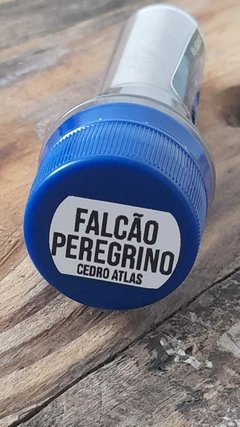 FALCÃO
PEREGRINO
CEDRO ATLAS